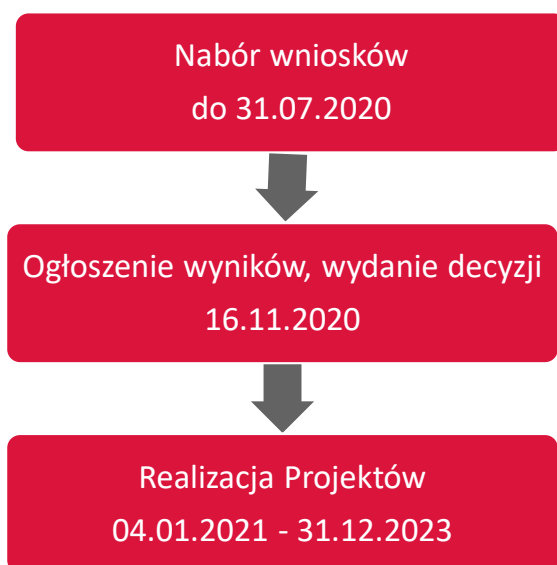 Nabór wniosków
do 31.07.2020
Ogłoszenie wyników, wydanie decyzji
16.11.2020
Realizacja Projektów
04.01.2021 - 31.12.2023